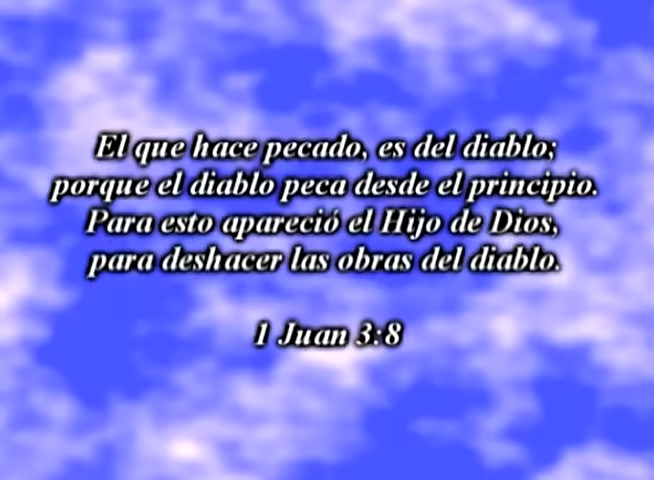 El que hace pecado, es del diablo;
porque el diablo peca desde el principio.
Para esto apareció el Hijo de Dios,
para deshacer las obras del diablo.
1 Juan 3:8